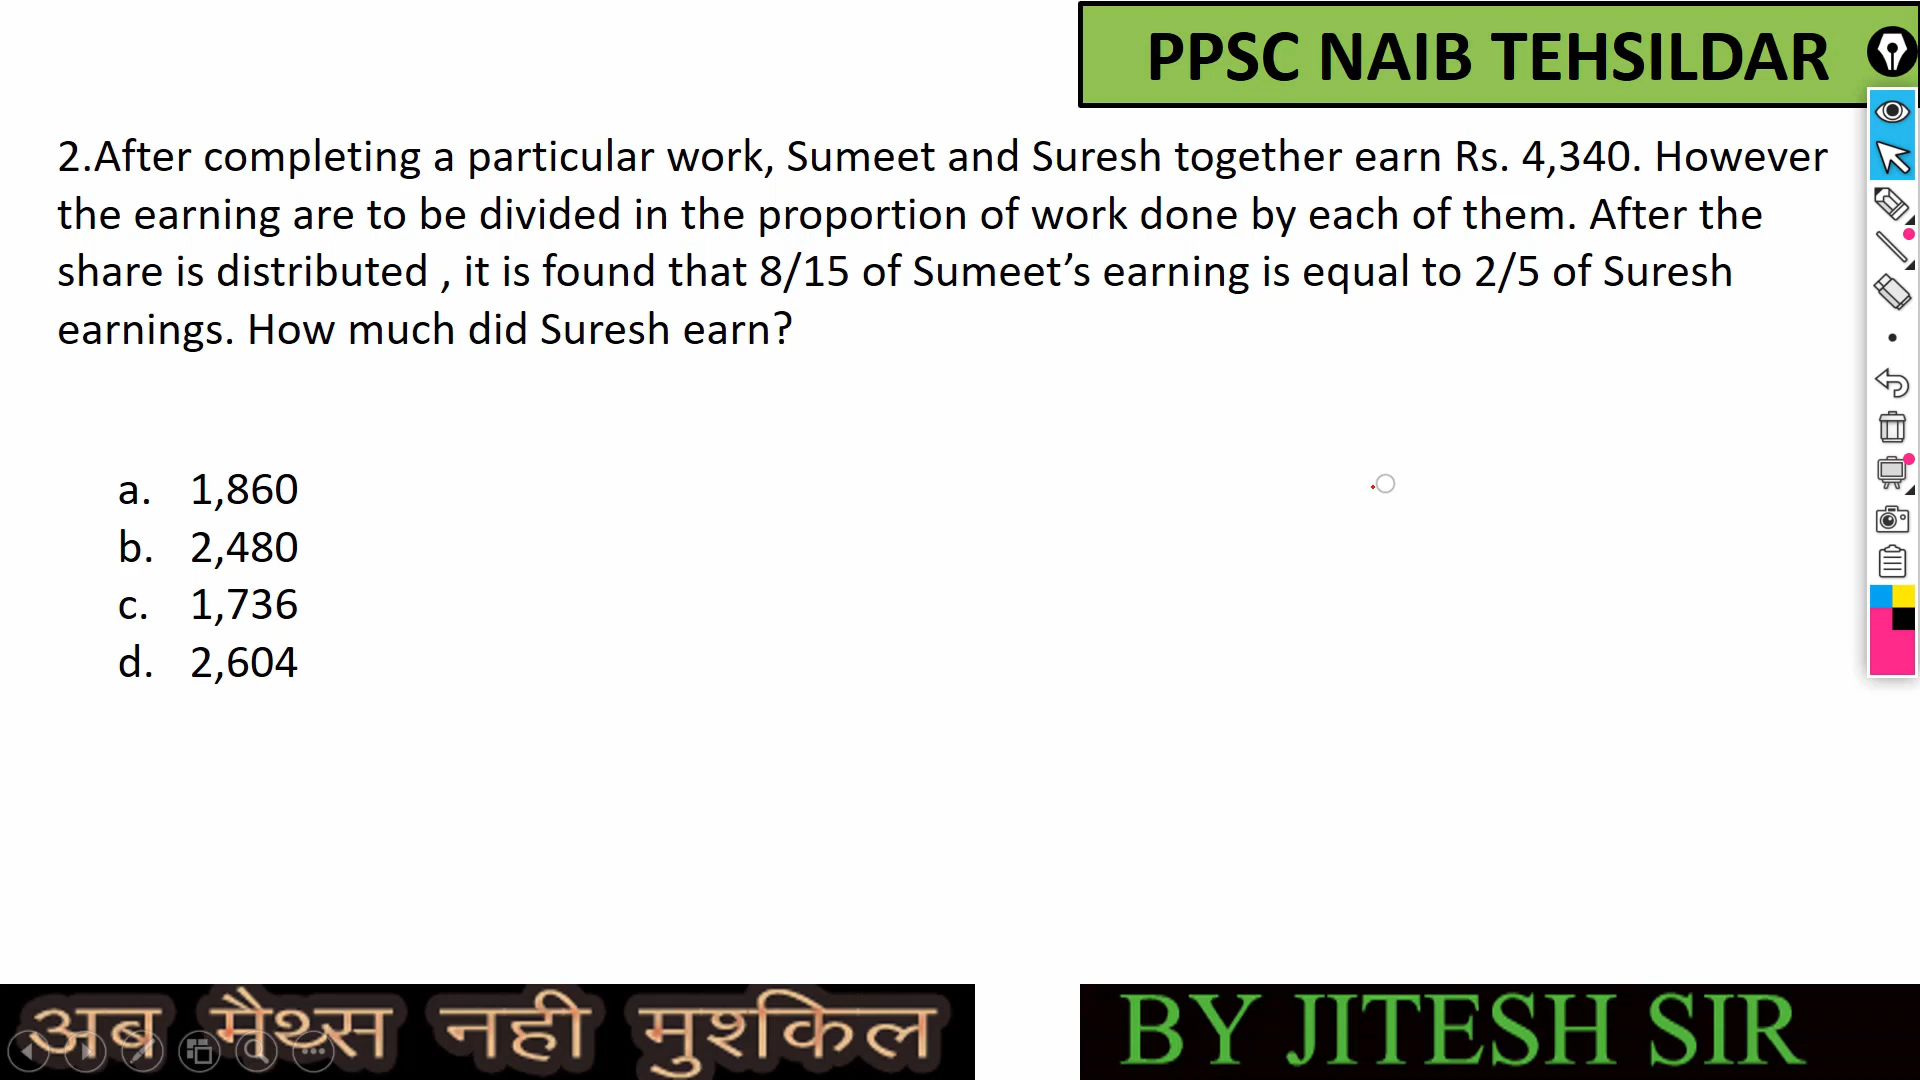 PPSC NAIB TEHSILDAR
2.After completing a particular work, Sumeet and Suresh together earn Rs. 4,340. However
the earning are to be divided in the proportion of work done by each of them. After the
share is distributed , it is found that 8/15 of Sumeet’s earning is equal to 2/5 of Suresh
earnings. How much did Suresh earn?
a. 1,860
b. 2,480
c. 1,736
d. 2,604
अब मैथ्स नही मुश्किल
BY JITESH SIR